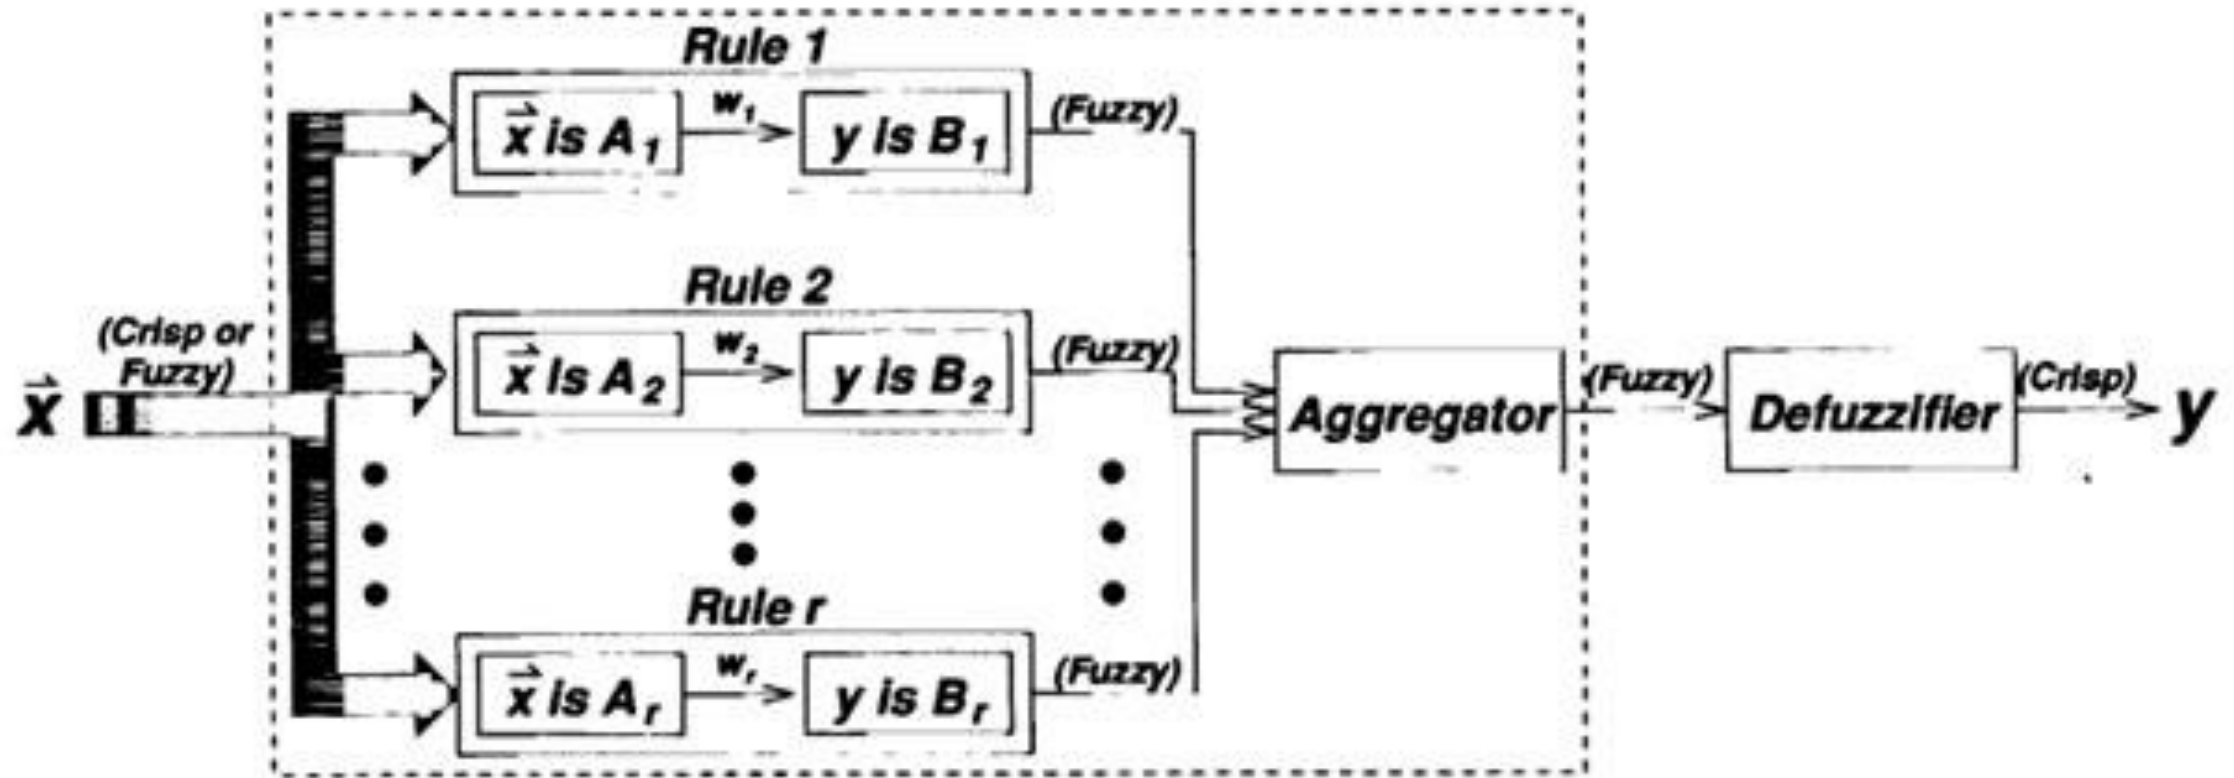 Rule 1
x⃗ is A₁
w₁
y is B₁
(Fuzzy)
Rule 2
(Crisp or
Fuzzy)
x⃗
x⃗ is A₂
w₂
y is B₂
(Fuzzy)
Aggregator
(Fuzzy)
Defuzzifier
(Crisp)
y
Rule r
x⃗ is Aᵣ
wᵣ
y is Bᵣ
(Fuzzy)